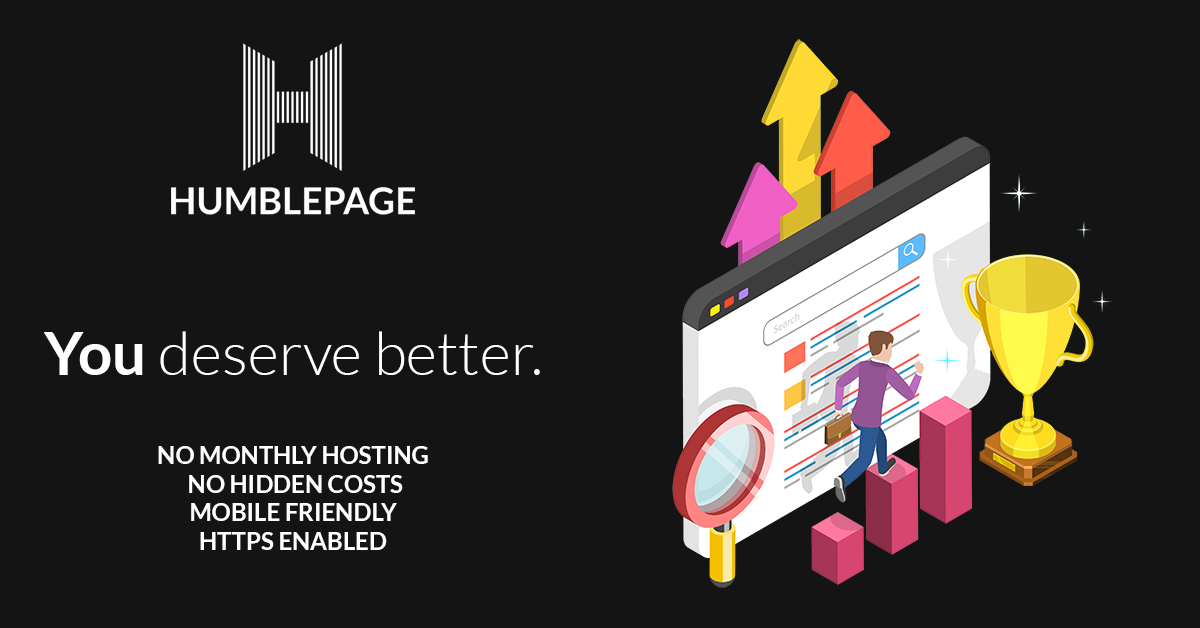 HUMBLEPAGE
You deserve better.
NO MONTHLY HOSTING
NO HIDDEN COSTS
MOBILE FRIENDLY
HTTPS ENABLED
Search